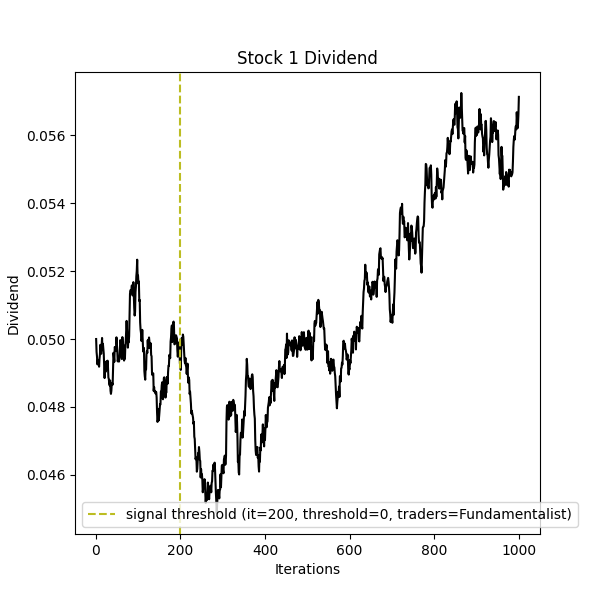 Stock 1 Dividend
0.056
0.054
0.052
0.050
0.048
0.046
Dividend
signal threshold (it=200, threshold=0, traders=Fundamentalist)
0 200 400 600 800 1000
Iterations